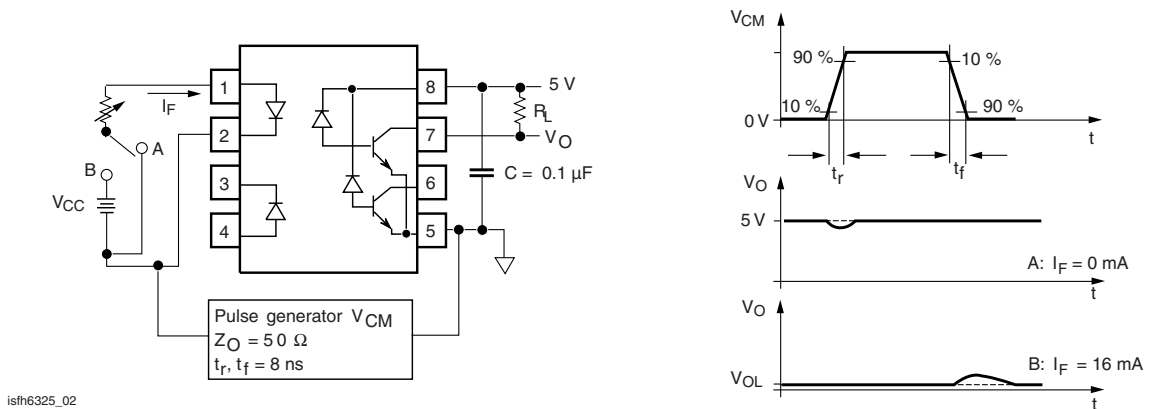 1
2
3
4
8
7
6
5
I_F
A
B
V_CC
5 V
R_L
V_O
C = 0.1 µF
Pulse generator V_CM
Z_O = 50 Ω
t_r, t_f = 8 ns
isfh6325_02
V_CM
90 %
10 %
10 %
90 %
0 V
t
t_r
t_f
V_O
5 V
A: I_F = 0 mA
t
V_O
B: I_F = 16 mA
V_OL
t